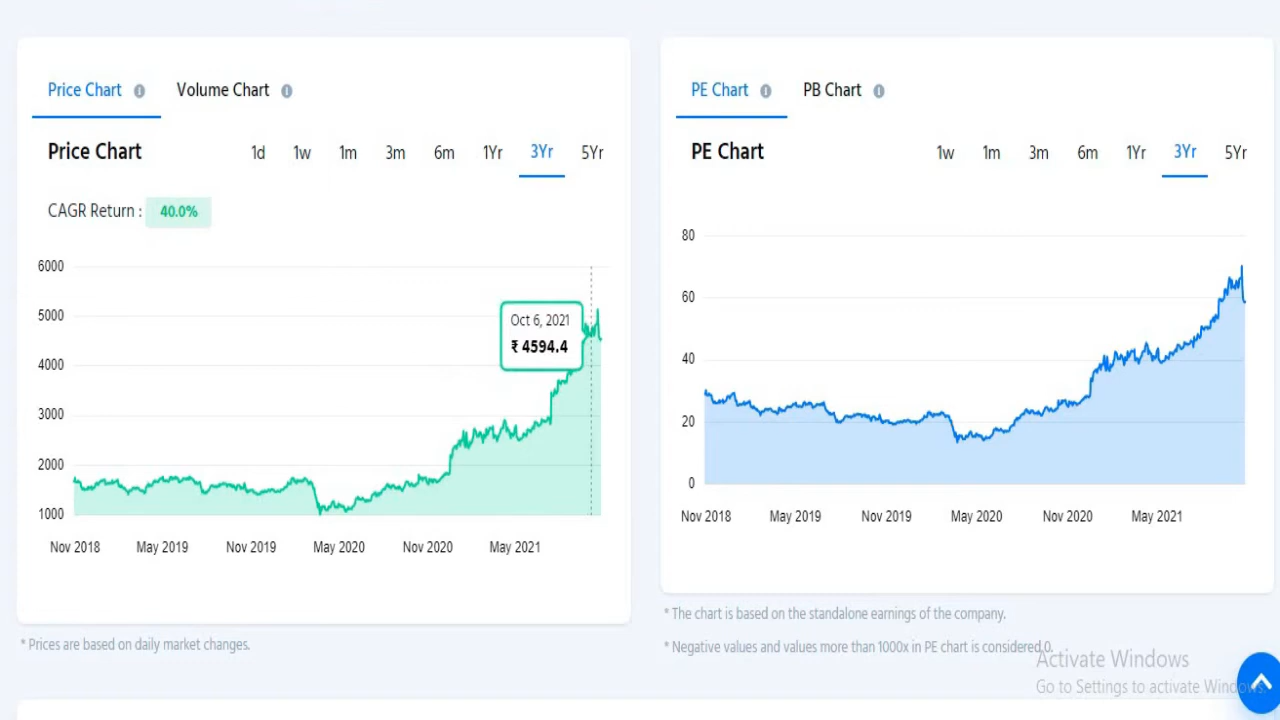 Price Chart
Volume Chart
Price Chart
1d 1w 1m 3m 6m 1Yr 3Yr 5Yr
CAGR Return : 40.0%
6000
5000
4000
3000
2000
1000
Oct 6, 2021
₹ 4594.4
Nov 2018 May 2019 Nov 2019 May 2020 Nov 2020 May 2021
* Prices are based on daily market changes.
PE Chart
PB Chart
PE Chart
1w 1m 3m 6m 1Yr 3Yr 5Yr
80
60
40
20
0
Nov 2018 May 2019 Nov 2019 May 2020 Nov 2020 May 2021
* The chart is based on the standalone earnings of the company.
* Negative values and values more than 1000x in PE chart is considered 0.
Activate Windows
Go to Settings to activate Windows.